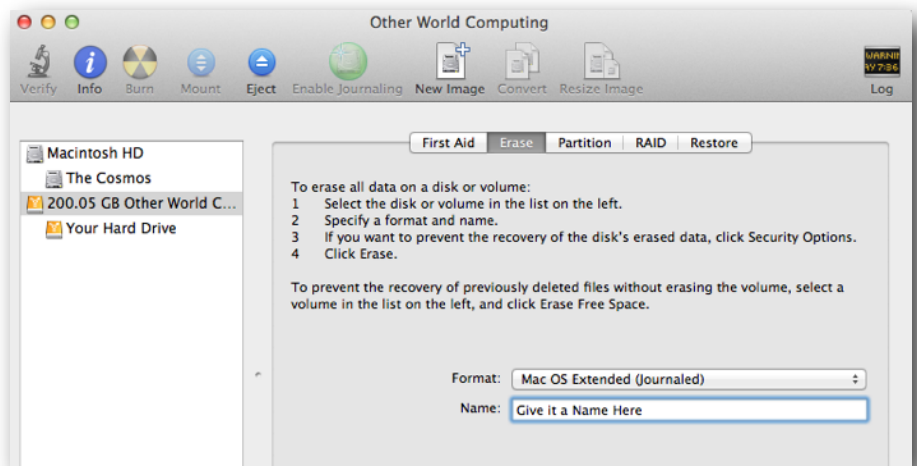 Other World Computing
WARNI
AY 7:36
Verify Info Burn Mount Eject Enable Journaling New Image Convert Resize Image Log
First Aid Erase Partition RAID Restore
Macintosh HD
The Cosmos
200.05 GB Other World C...
Your Hard Drive
To erase all data on a disk or volume:
1 Select the disk or volume in the list on the left.
2 Specify a format and name.
3 If you want to prevent the recovery of the disk's erased data, click Security Options.
4 Click Erase.
To prevent the recovery of previously deleted files without erasing the volume, select a
volume in the list on the left, and click Erase Free Space.
Format: Mac OS Extended (Journaled)
Name: Give it a Name Here